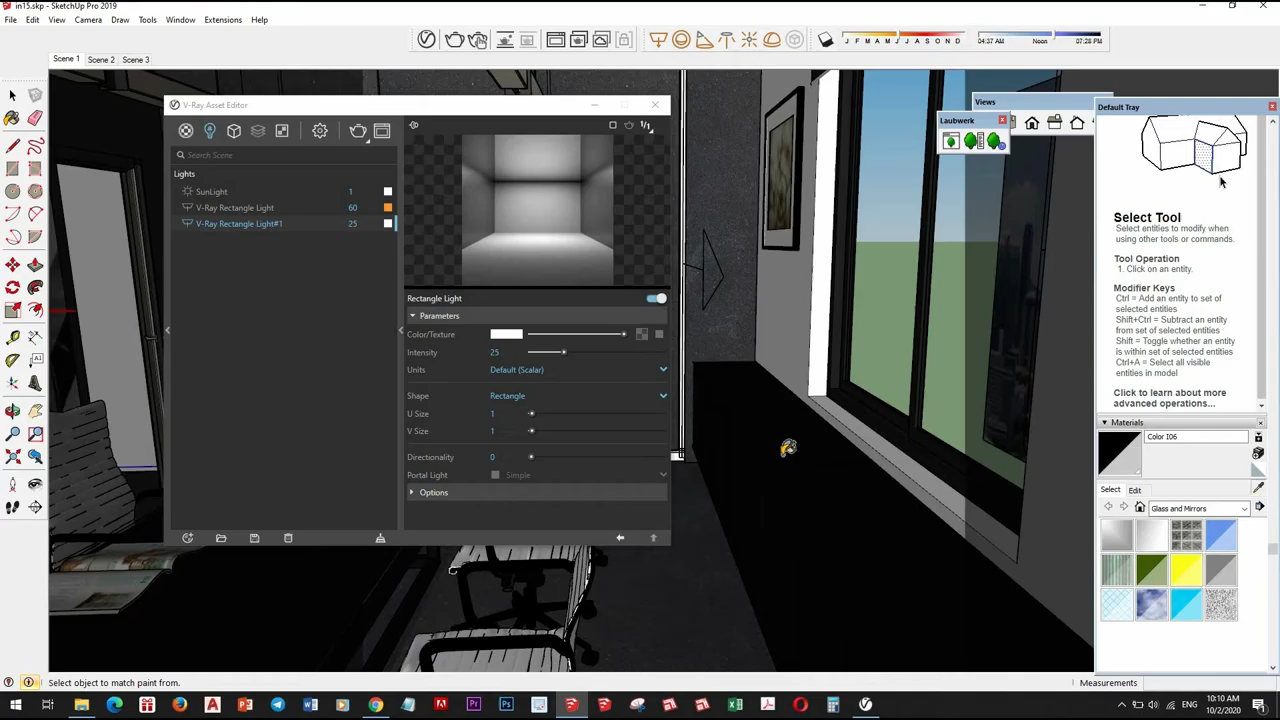 in15.skp - SketchUp Pro 2019
File Edit View Camera Draw Tools Window Extensions Help
J F M A M J J A S O N D
04:37 AM Noon 07:28 PM
Scene 1 Scene 2 Scene 3
V-Ray Asset Editor
Search Scene
Lights
SunLight 1
V-Ray Rectangle Light 60
V-Ray Rectangle Light#1 25
Rectangle Light
Parameters
Color/Texture
Intensity 25
Units Default (Scalar)
Shape Rectangle
U Size 1
V Size 1
Directionality 0
Portal Light Simple
Options
Views
Laubwerk
Default Tray
Select Tool
Select entities to modify when
using other tools or commands.
Tool Operation
1. Click on an entity.
Modifier Keys
Ctrl = Add an entity to set of
selected entities
Shift+Ctrl = Subtract an entity
from set of selected entities
Shift = Toggle whether an entity
is within set of selected entities
Ctrl+A = Select all visible
entities in model
Click to learn about more
advanced operations...
Materials
Color I06
Select Edit
Glass and Mirrors
Select object to match paint from.
Measurements
ENG
10:10 AM
10/2/2020